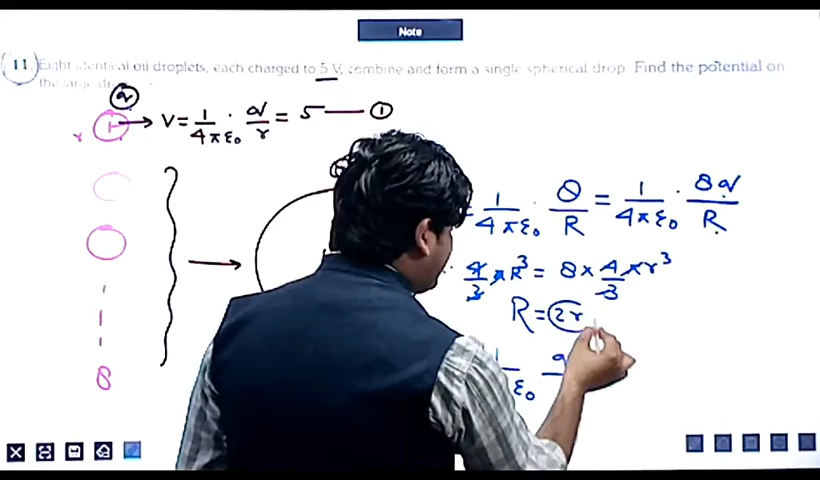 Note
11. Eight identical oil droplets, each charged to 5 V, combine and form a single spherical drop. Find the potential on
the large
q
r 1 → V = 1/4πε₀ · q/r = 5 — ①
= 1/4πε₀ · Q/R = 1/4πε₀ · 8q/R
4/3 πR³ = 8 × 4/3 πr³
R = 2r
ε₀
8